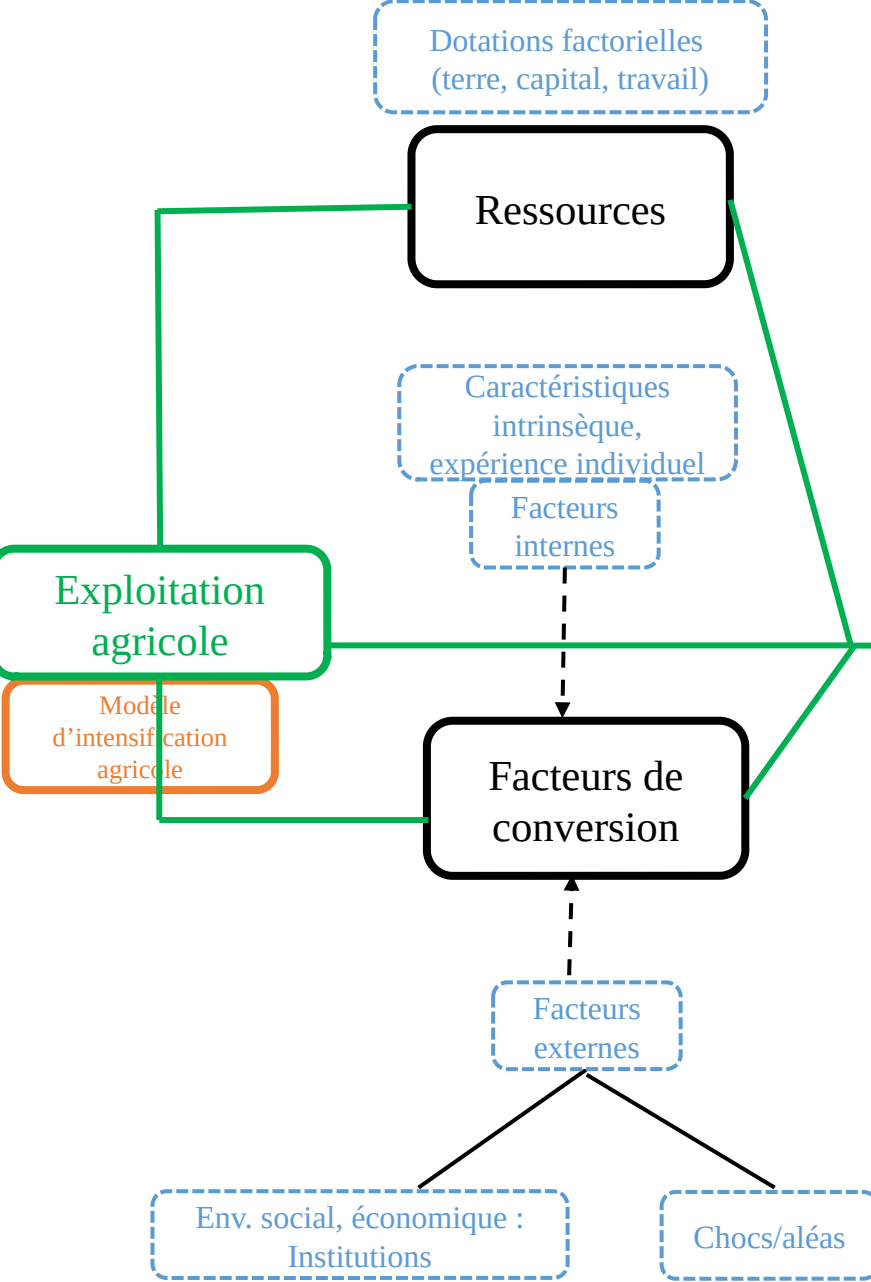 Dotations factorielles
(terre, capital, travail)
Ressources
Caractéristiques
intrinsèque,
expérience individuel
Facteurs
internes
Exploitation
agricole
Modèle
d’intensification
agricole
Facteurs de
conversion
Facteurs
externes
Env. social, économique :
Institutions
Chocs/aléas